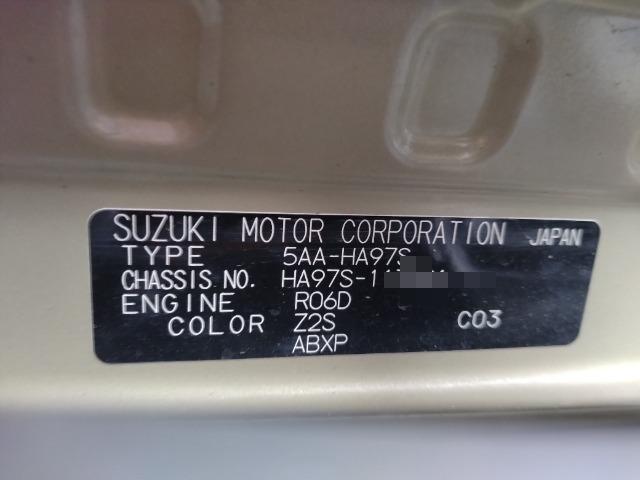 SUZUKI MOTOR CORPORATION JAPAN
TYPE 5AA-HA97S
CHASSIS NO. HA97S-1
ENGINE R06D
COLOR Z2S C03
ABXP